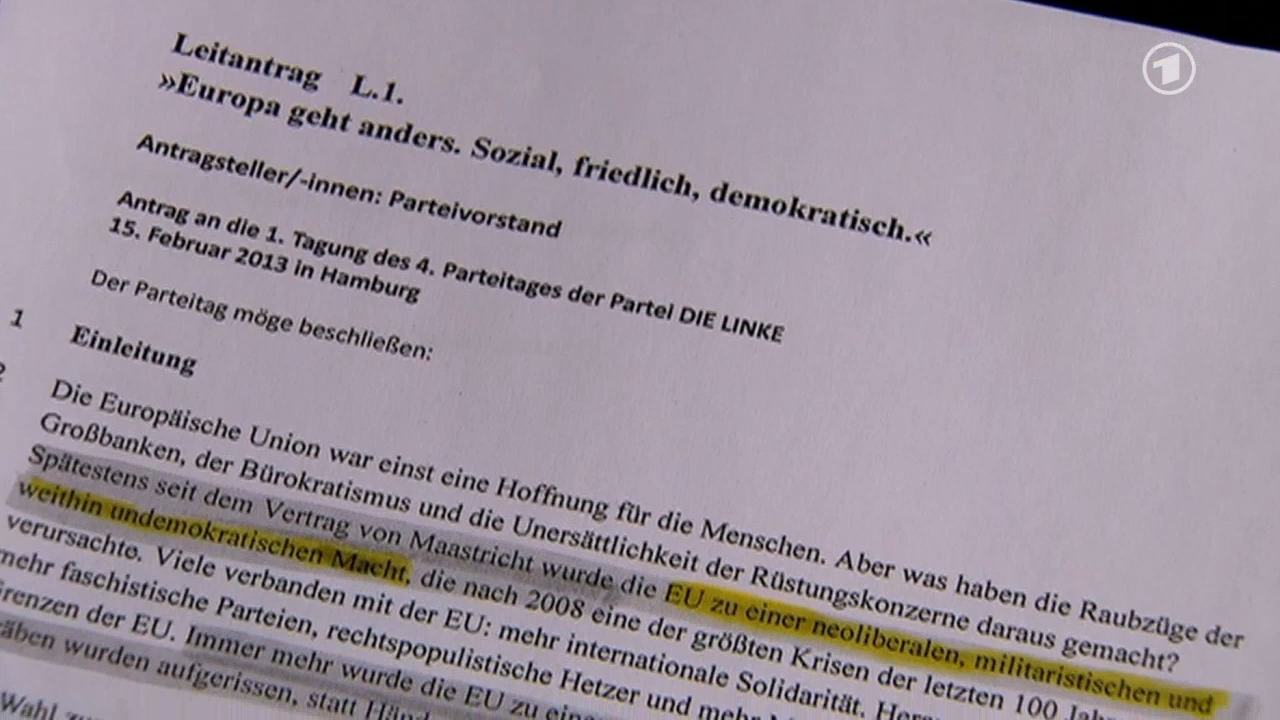 Leitantrag L.1.
»Europa geht anders. Sozial, friedlich, demokratisch.«
Antragsteller/-innen: Parteivorstand
Antrag an die 1. Tagung des 4. Parteitages der Partei DIE LINKE
15. Februar 2013 in Hamburg
Der Parteitag möge beschließen:
1 Einleitung
2 Die Europäische Union war einst eine Hoffnung für die Menschen. Aber was haben die Raubzüge der
Großbanken, der Bürokratismus und die Unersättlichkeit der Rüstungskonzerne daraus gemacht?
Spätestens seit dem Vertrag von Maastricht wurde die EU zu einer neoliberalen, militaristischen und
weithin undemokratischen Macht, die nach 2008 eine der größten Krisen der letzten 100
verursachte. Viele verbanden mit der EU: mehr internationale Solidarität.
mehr faschistische Parteien, rechtspopulistische Hetzer und mehr
der EU. Immer mehr wurde die EU zu
wurden aufgerissen, statt
Wahl
1